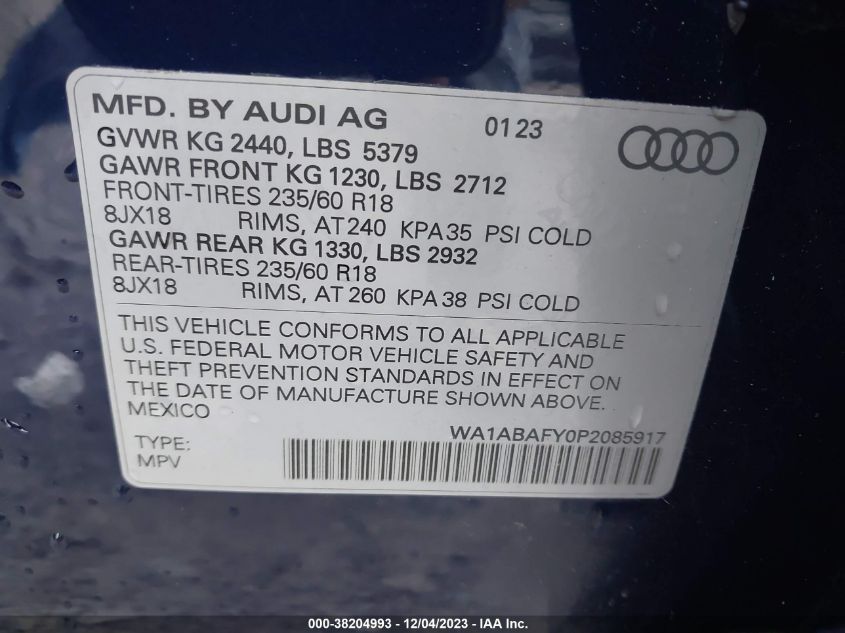 MFD. BY AUDI AG 0123
GVWR KG 2440, LBS 5379
GAWR FRONT KG 1230, LBS 2712
FRONT-TIRES 235/60 R18
8JX18 RIMS, AT 240 KPA 35 PSI COLD
GAWR REAR KG 1330, LBS 2932
REAR-TIRES 235/60 R18
8JX18 RIMS, AT 260 KPA 38 PSI COLD
THIS VEHICLE CONFORMS TO ALL APPLICABLE
U.S. FEDERAL MOTOR VEHICLE SAFETY AND
THEFT PREVENTION STANDARDS IN EFFECT ON
THE DATE OF MANUFACTURE SHOWN ABOVE.
MEXICO
WA1ABAFY0P2085917
TYPE:
MPV
000-38204993 - 12/04/2023 - IAA Inc.